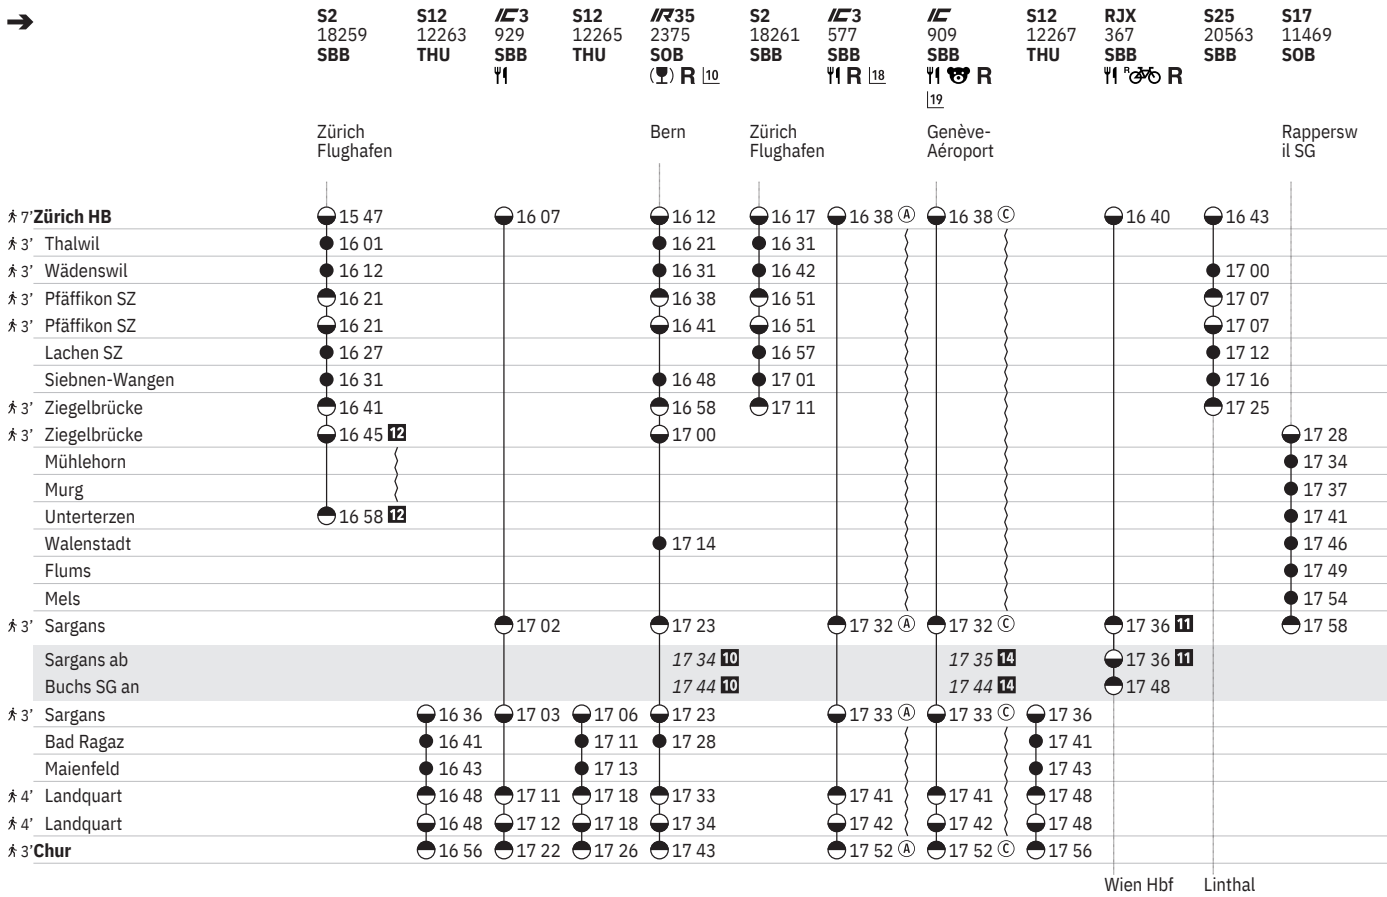 S2 S12 IC3 S12 IR35 S2 IC3 IC S12 RJX S25 S17
18259 12263 929 12265 2375 18261 577 909 12267 367 20563 11469
SBB THU SBB THU SOB SBB SBB SBB THU SBB SBB SOB
R 10 R 18 R R R
19
Zürich Bern Zürich Genève- Rappersw
Flughafen Flughafen Aéroport il SG
7' Zürich HB 15 47 16 07 16 12 16 17 16 38 A 16 38 C 16 40 16 43
3' Thalwil 16 01 16 21 16 31
3' Wädenswil 16 12 16 31 16 42 17 00
3' Pfäffikon SZ 16 21 16 38 16 51 17 07
3' Pfäffikon SZ 16 21 16 41 16 51 17 07
Lachen SZ 16 27 16 57 17 12
Siebnen-Wangen 16 31 16 48 17 01 17 16
3' Ziegelbrücke 16 41 16 58 17 11 17 25
3' Ziegelbrücke 16 45 12 17 00 17 28
Mühlehorn 17 34
Murg 17 37
Unterterzen 16 58 12 17 41
Walenstadt 17 14 17 46
Flums 17 49
Mels 17 54
3' Sargans 17 02 17 23 17 32 A 17 32 C 17 36 11 17 58
Sargans ab 17 34 10 17 35 14 17 36 11
Buchs SG an 17 44 10 17 44 14 17 48
3' Sargans 16 36 17 03 17 06 17 23 17 33 A 17 33 C 17 36
Bad Ragaz 16 41 17 11 17 28 17 41
Maienfeld 16 43 17 13 17 43
4' Landquart 16 48 17 11 17 18 17 33 17 41 17 41 17 48
4' Landquart 16 48 17 12 17 18 17 34 17 42 17 42 17 48
3' Chur 16 56 17 22 17 26 17 43 17 52 A 17 52 C 17 56
Wien Hbf Linthal